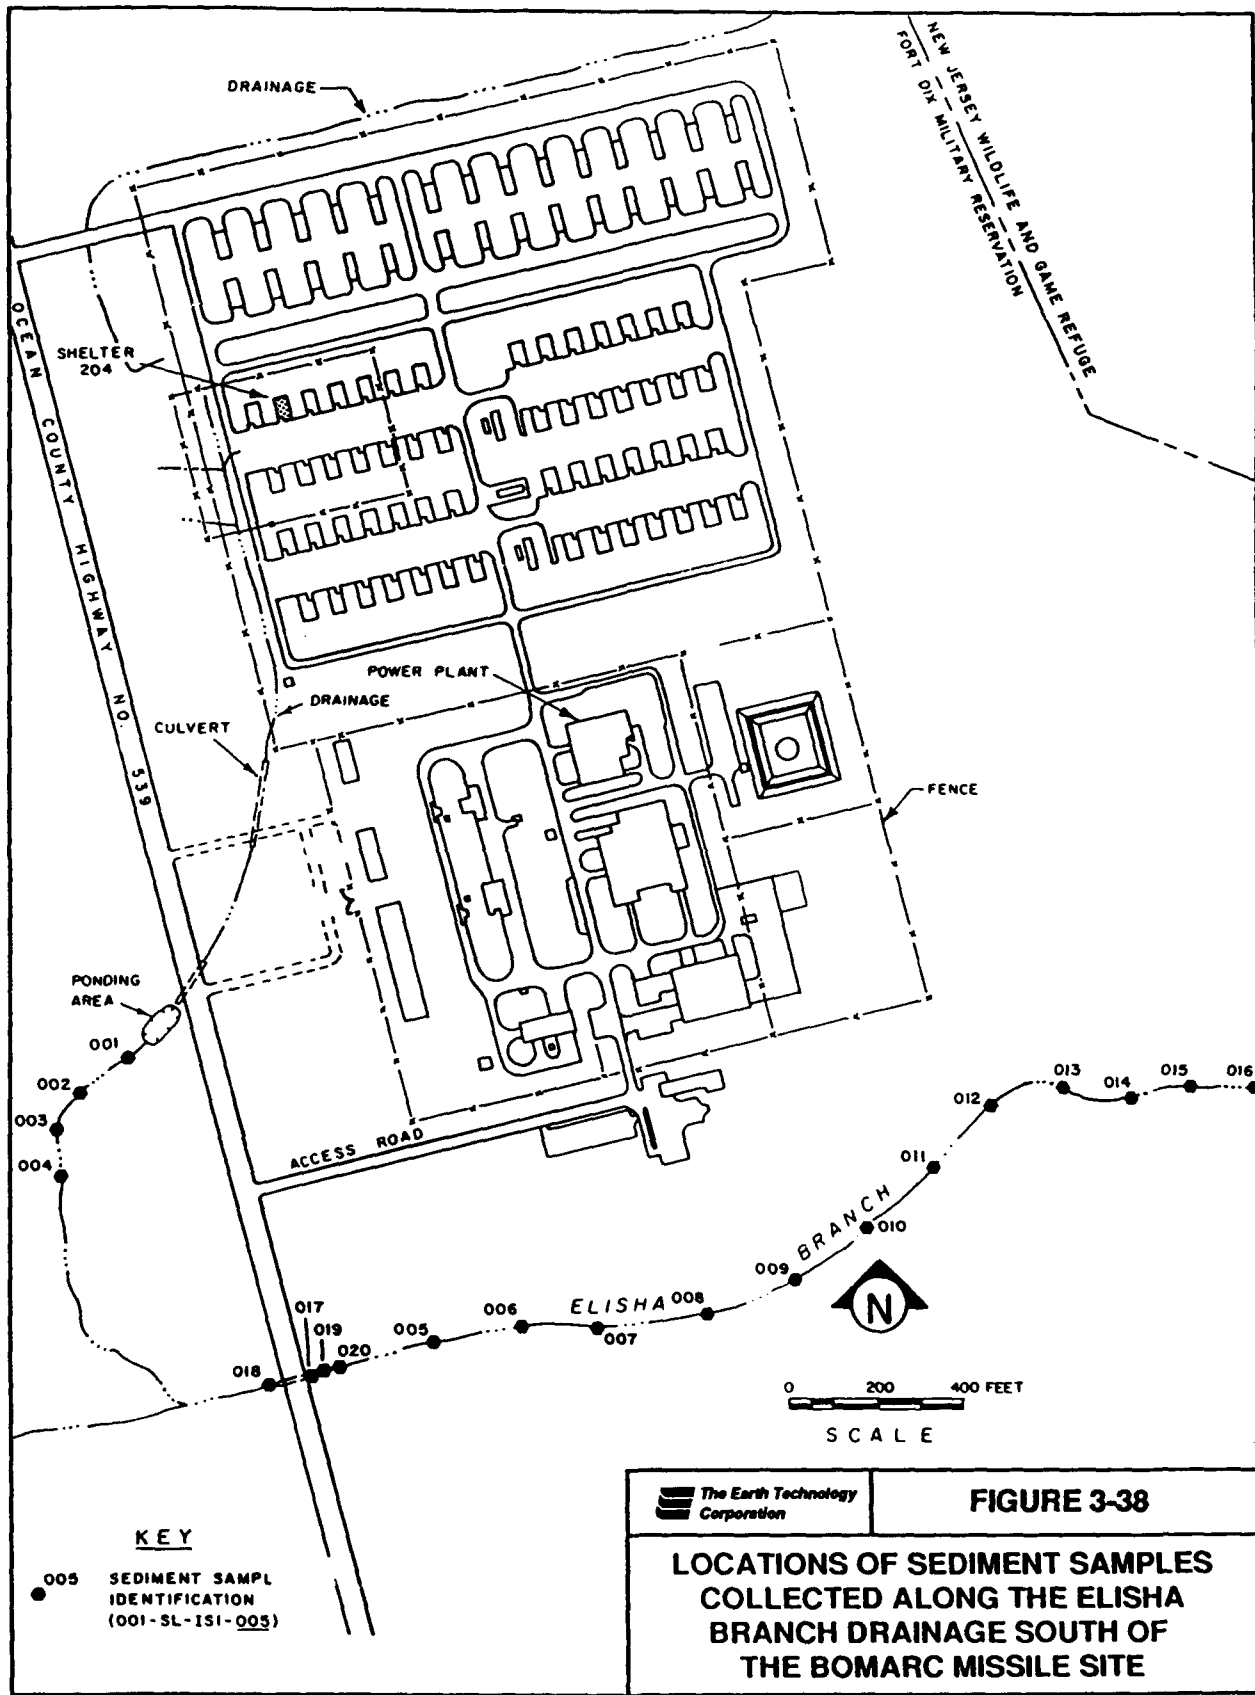 DRAINAGE
NEW JERSEY WILDLIFE AND GAME REFUGE
FORT DIX MILITARY RESERVATION
OCEAN COUNTY HIGHWAY NO. 539
SHELTER
204
POWER PLANT
DRAINAGE
CULVERT
FENCE
PONDING
AREA
001
002
003
004
ACCESS ROAD
013
015
016
014
012
011
010
BRANCH
009
008
ELISHA
007
006
005
017
019
020
018
N
0 200 400 FEET
SCALE
KEY
005 SEDIMENT SAMPL
IDENTIFICATION
(001-SL-ISI-005)
The Earth Technology
Corporation
FIGURE 3-38
LOCATIONS OF SEDIMENT SAMPLES
COLLECTED ALONG THE ELISHA
BRANCH DRAINAGE SOUTH OF
THE BOMARC MISSILE SITE